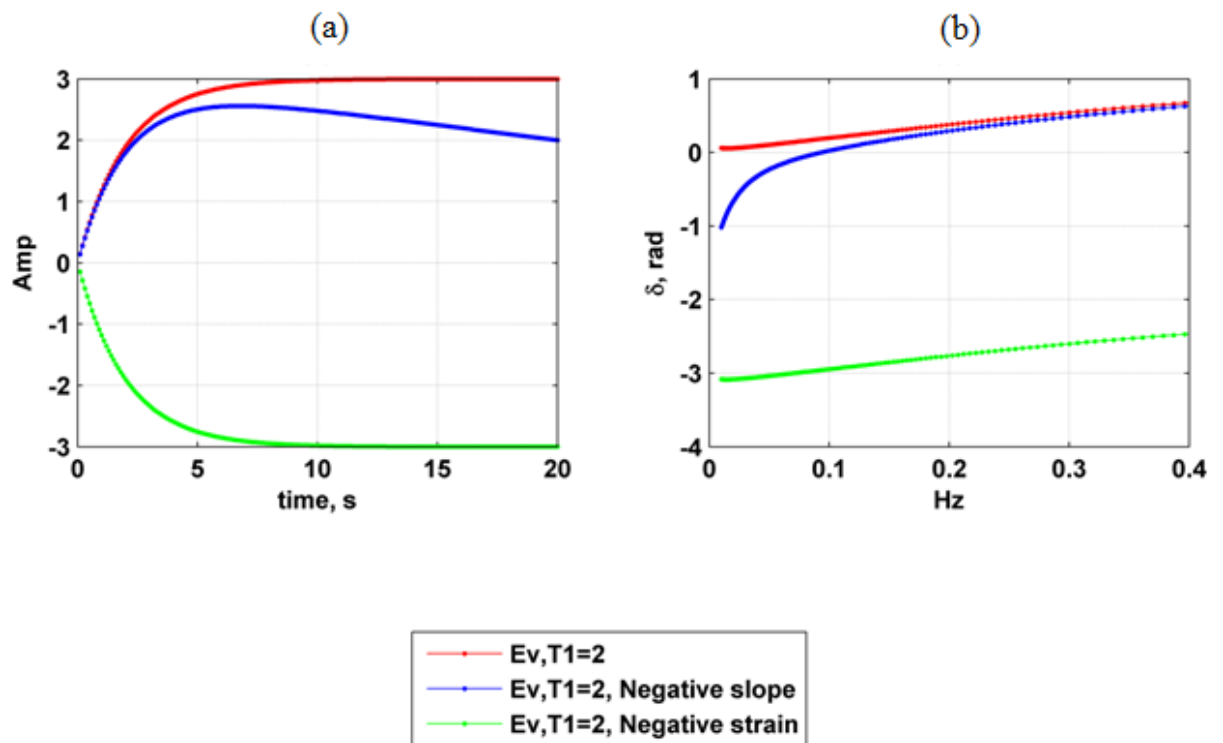 (a)
3
2
1
0
-1
-2
-3
Amp
0 5 10 15 20
time, s
(b)
1
0
-1
-2
-3
-4
δ, rad
0 0.1 0.2 0.3 0.4
Hz
Ev,T1=2
Ev,T1=2, Negative slope
Ev,T1=2, Negative strain